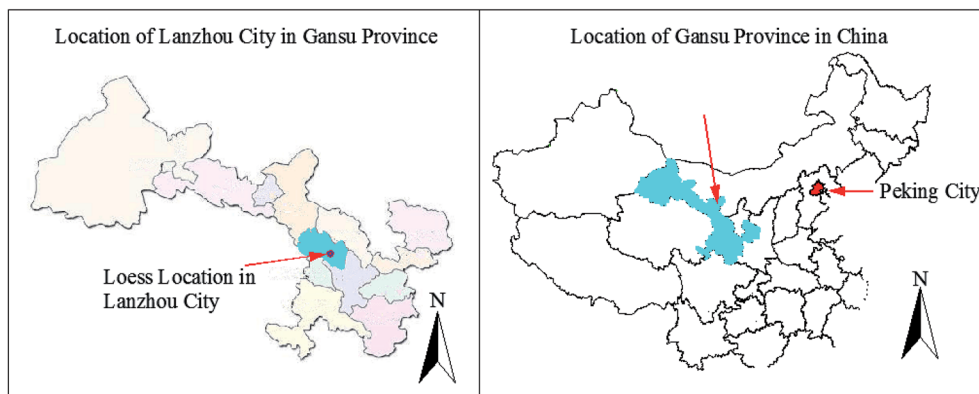 Location of Lanzhou City in Gansu Province
Loess Location in
Lanzhou City
N
Location of Gansu Province in China
Peking City
N